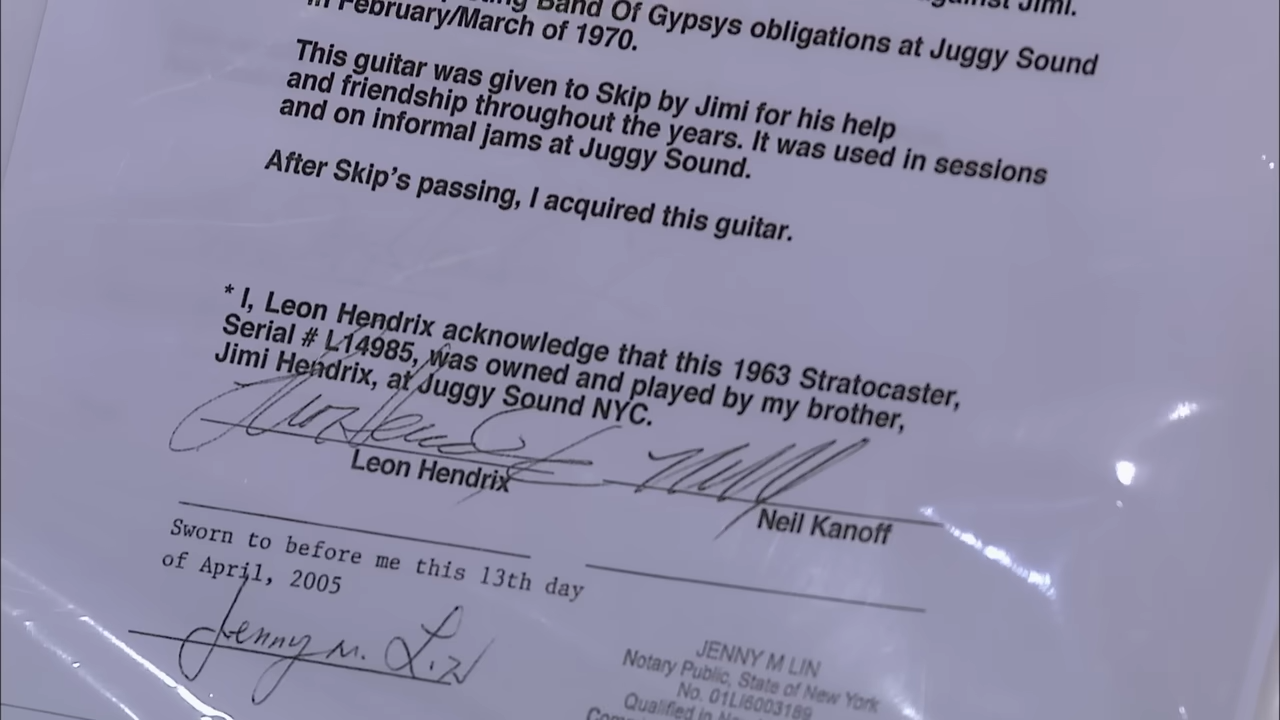 against Jimi.
Band Of Gypsys obligations at Juggy Sound
in February/March of 1970.
This guitar was given to Skip by Jimi for his help
and friendship throughout the years. It was used in sessions
and on informal jams at Juggy Sound.
After Skip's passing, I acquired this guitar.
* I, Leon Hendrix acknowledge that this 1963 Stratocaster,
Serial # L14985, was owned and played by my brother,
Jimi Hendrix, at Juggy Sound NYC.
Leon Hendrix
Neil Kanoff
Sworn to before me this 13th day
of April, 2005
Jenny M. Lin
JENNY M LIN
Notary Public, State of New York
No. 01LI6003189
Qualified in